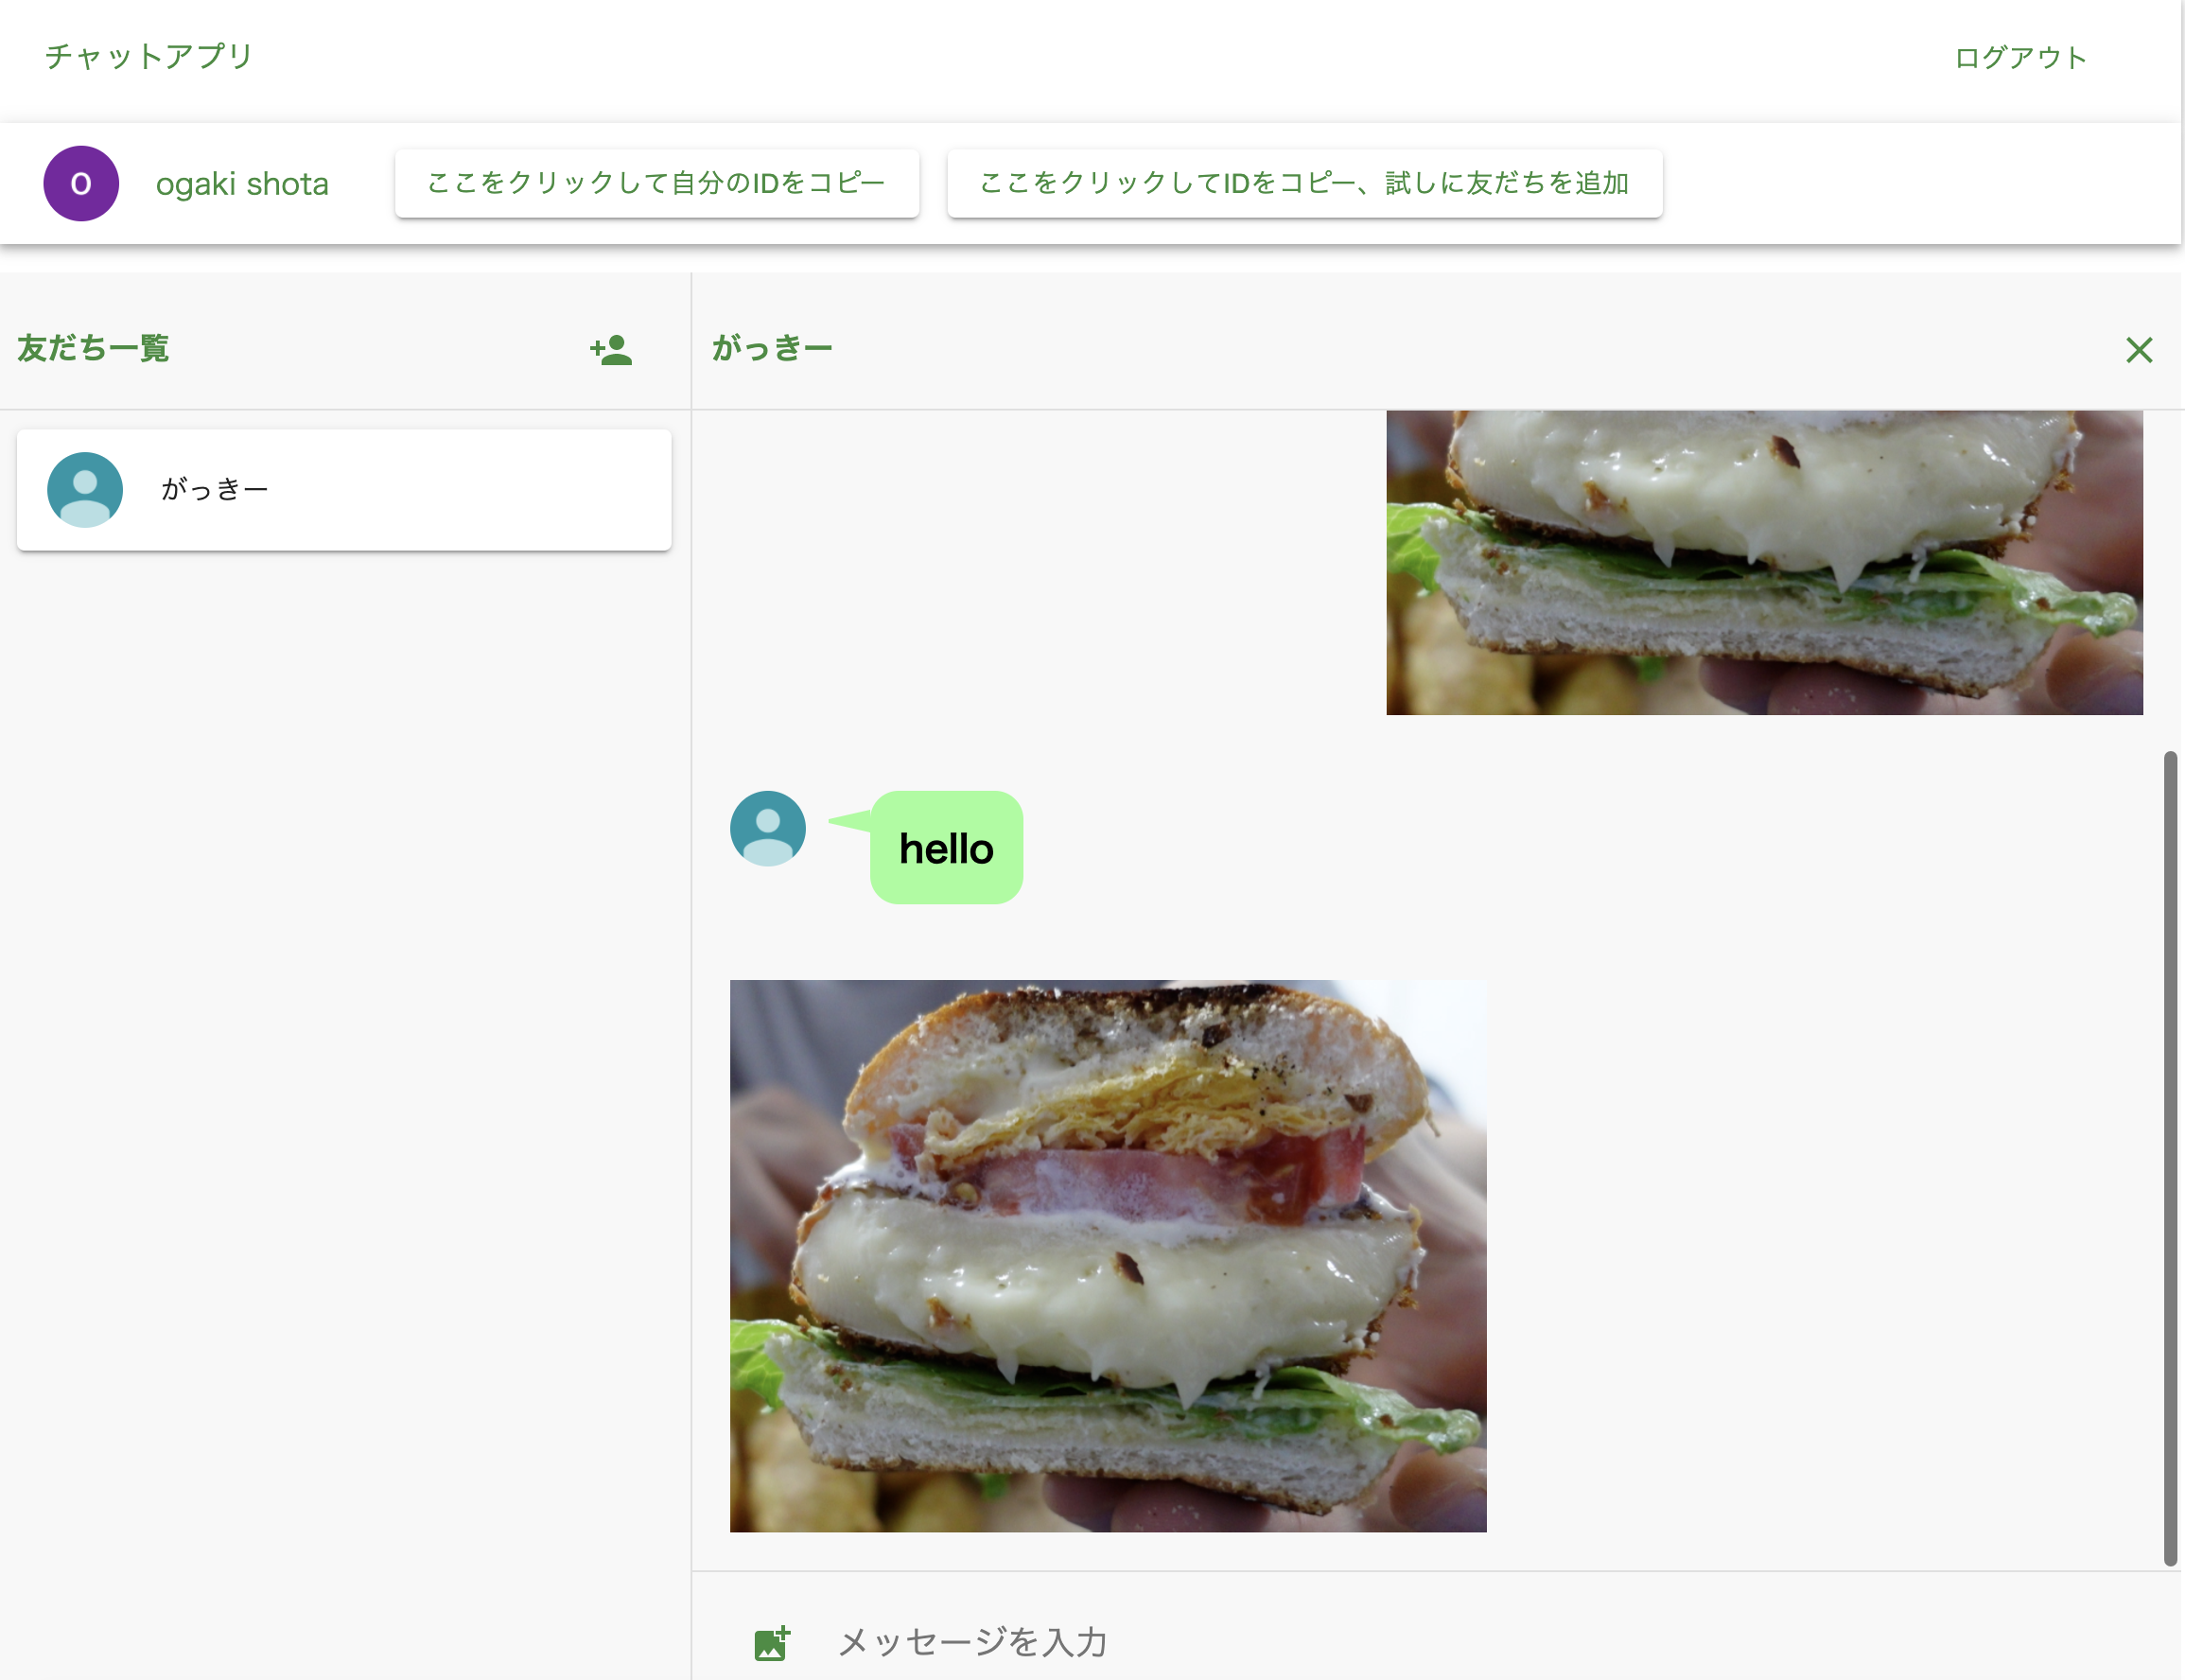 チャットアプリ
ログアウト
O
ogaki shota
ここをクリックして自分のIDをコピー
ここをクリックしてIDをコピー、試しに友だちを追加
友だち一覧
がっきー
がっきー
hello
メッセージを入力